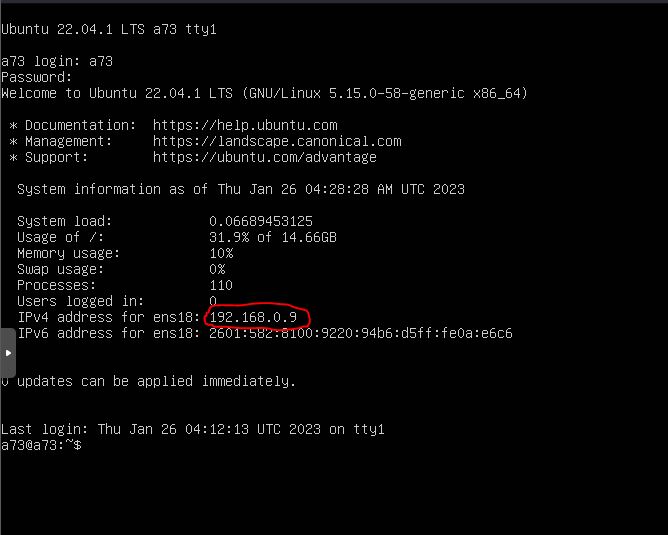 Ubuntu 22.04.1 LTS a73 tty1
a73 login: a73
Password:
Welcome to Ubuntu 22.04.1 LTS (GNU/Linux 5.15.0-58-generic x86_64)
* Documentation:  https://help.ubuntu.com
* Management:     https://landscape.canonical.com
* Support:        https://ubuntu.com/advantage
System information as of Thu Jan 26 04:28:28 AM UTC 2023
System load:            0.06689453125
Usage of /:             31.9% of 14.66GB
Memory usage:           10%
Swap usage:             0%
Processes:              110
Users logged in:        0
IPv4 address for ens18: 192.168.0.9
IPv6 address for ens18: 2601:582:8100:9220:94b6:d5ff:fe0a:e6c6
0 updates can be applied immediately.
Last login: Thu Jan 26 04:12:13 UTC 2023 on tty1
a73@a73:~$